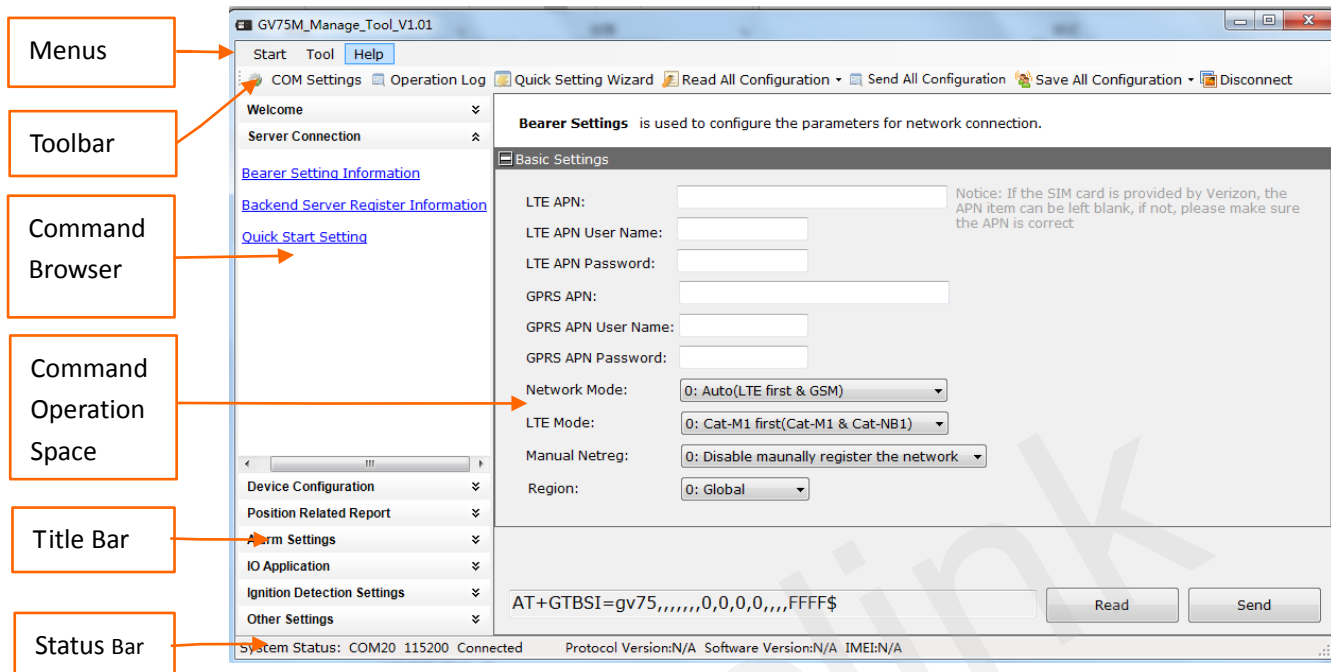 GV75M_Manage_Tool_V1.01
Menus
Start Tool Help
COM Settings Operation Log Quick Setting Wizard Read All Configuration Send All Configuration Save All Configuration Disconnect
Toolbar
Welcome
Server Connection
Bearer Setting Information
Backend Server Register Information
Quick Start Setting
Command
Browser
Bearer Settings is used to configure the parameters for network connection.
Basic Settings
LTE APN:
Notice: If the SIM card is provided by Verizon, the
APN item can be left blank, if not, please make sure
the APN is correct
LTE APN User Name:
LTE APN Password:
GPRS APN:
GPRS APN User Name:
GPRS APN Password:
Network Mode: 0: Auto(LTE first & GSM)
LTE Mode: 0: Cat-M1 first(Cat-M1 & Cat-NB1)
Manual Netreg: 0: Disable maunally register the network
Region: 0: Global
Command
Operation
Space
Device Configuration
Position Related Report
Alarm Settings
IO Application
Ignition Detection Settings
Other Settings
Title Bar
AT+GTBSI=gv75,,,,,,,0,0,0,0,,,,FFFF$
Read Send
Status Bar
System Status: COM20 115200 Connected Protocol Version:N/A Software Version:N/A IMEI:N/A